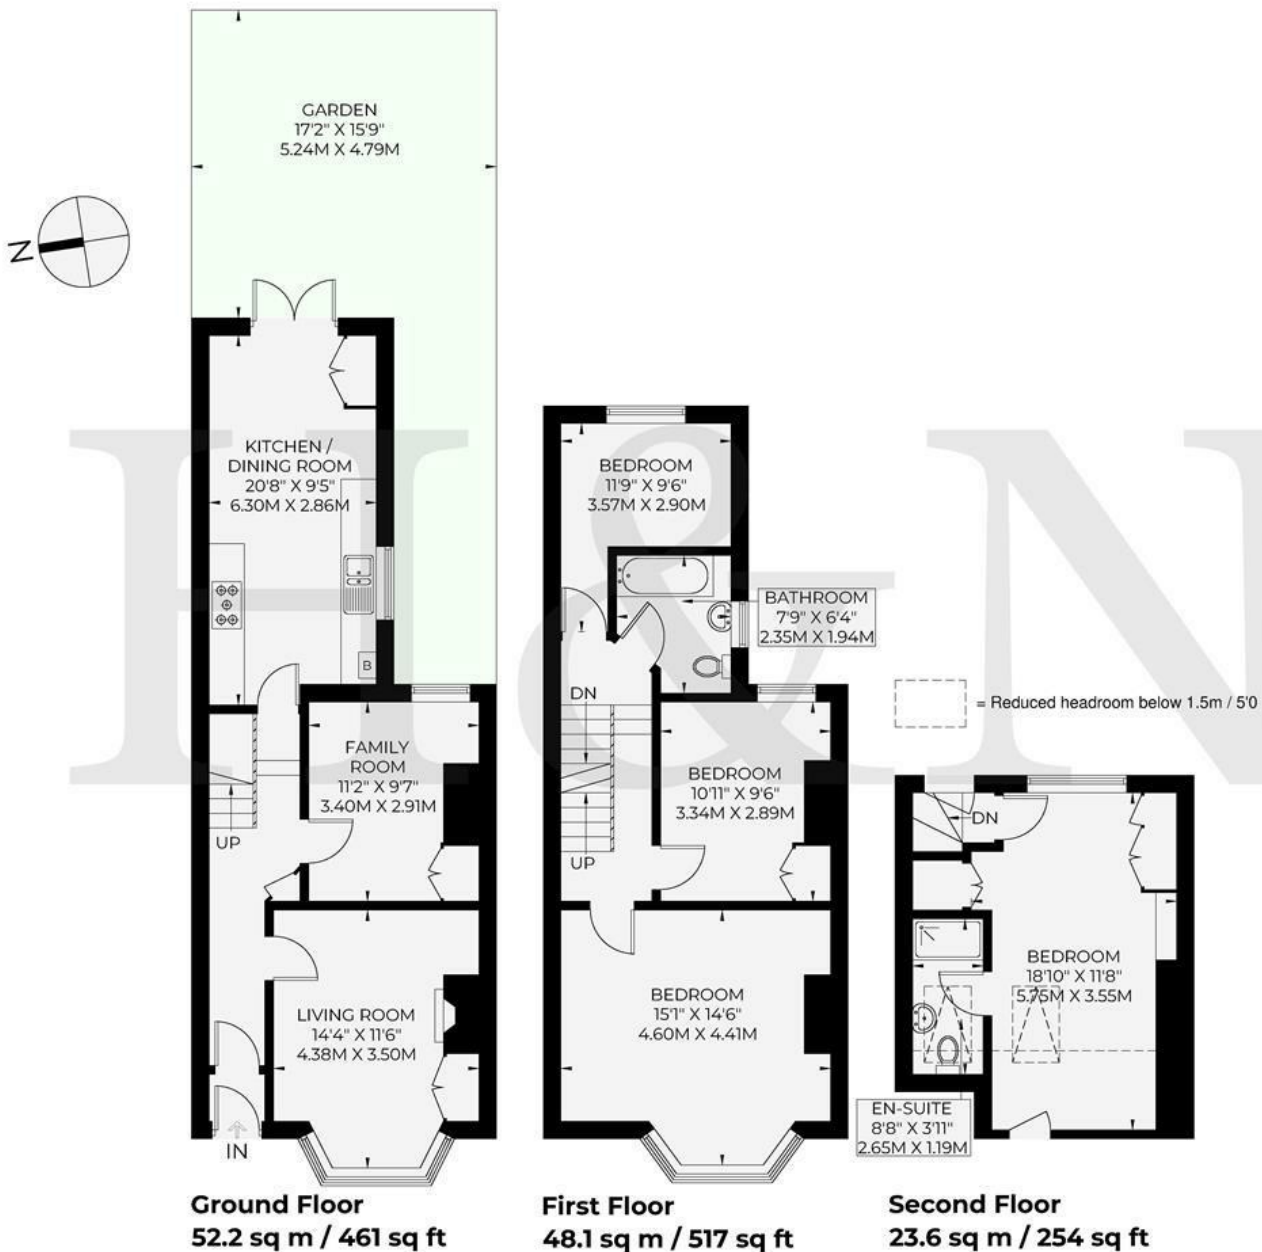 GARDEN
17'2" X 15'9"
5.24M X 4.79M
N
KITCHEN /
DINING ROOM
20'8" X 9'5"
6.30M X 2.86M
B
FAMILY
ROOM
11'2" X 9'7"
3.40M X 2.91M
UP
LIVING ROOM
14'4" X 11'6"
4.38M X 3.50M
IN
Ground Floor
52.2 sq m / 461 sq ft
BEDROOM
11'9" X 9'6"
3.57M X 2.90M
BATHROOM
7'9" X 6'4"
2.35M X 1.94M
DN
BEDROOM
10'11" X 9'6"
3.34M X 2.89M
UP
BEDROOM
15'1" X 14'6"
4.60M X 4.41M
First Floor
48.1 sq m / 517 sq ft
= Reduced headroom below 1.5m / 5'0
DN
BEDROOM
18'10" X 11'8"
5.75M X 3.55M
EN-SUITE
8'8" X 3'11"
2.65M X 1.19M
Second Floor
23.6 sq m / 254 sq ft
H&N